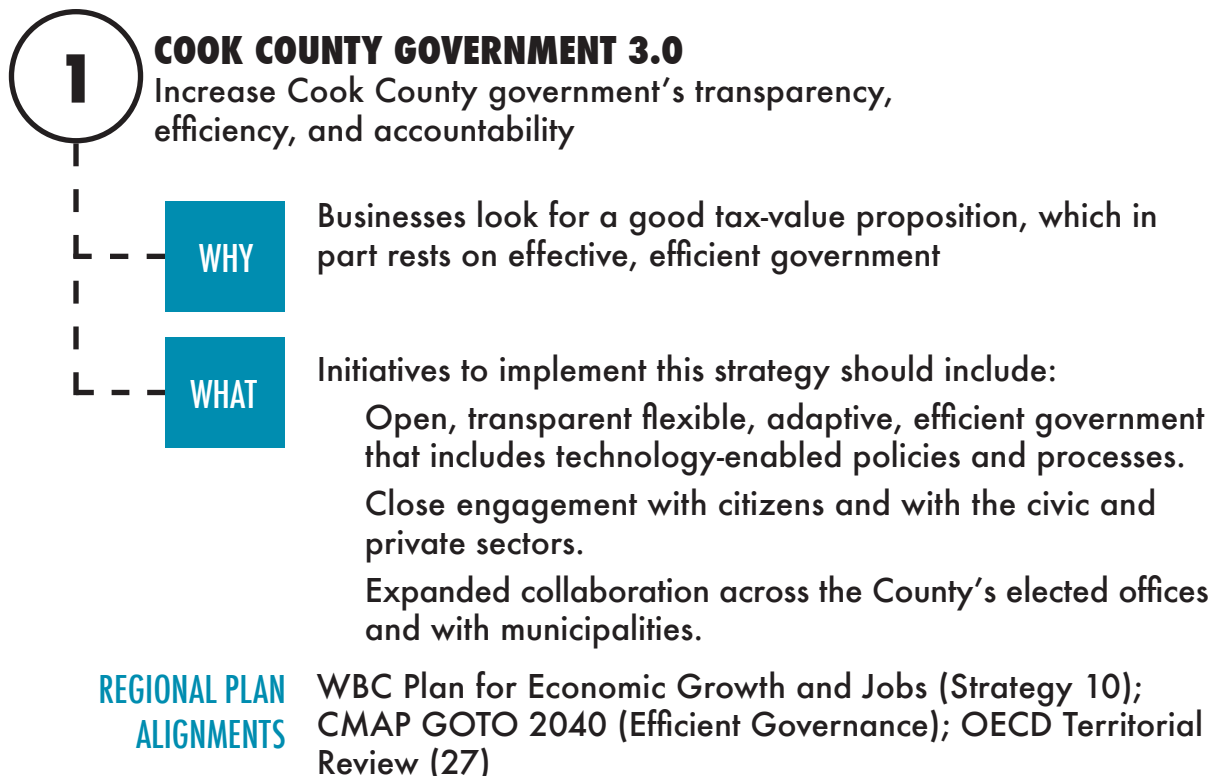 1
COOK COUNTY GOVERNMENT 3.0
Increase Cook County government’s transparency,
efficiency, and accountability
WHY
Businesses look for a good tax-value proposition, which in
part rests on effective, efficient government
WHAT
Initiatives to implement this strategy should include:
Open, transparent flexible, adaptive, efficient government
that includes technology-enabled policies and processes.
Close engagement with citizens and with the civic and
private sectors.
Expanded collaboration across the County’s elected offices
and with municipalities.
REGIONAL PLAN
ALIGNMENTS
WBC Plan for Economic Growth and Jobs (Strategy 10);
CMAP GOTO 2040 (Efficient Governance); OECD Territorial
Review (27)